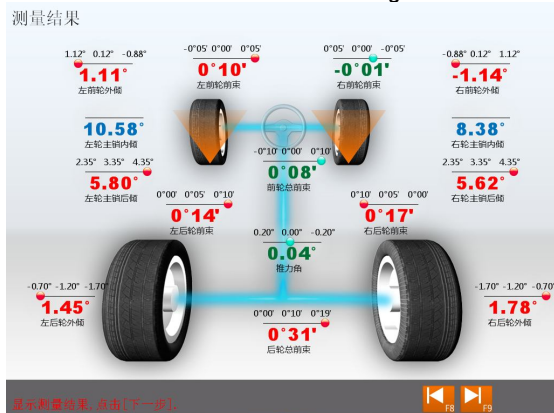 测量结果
1.12° 0.12° -0.88°
1.11°
左前轮外倾
-0°05' 0°00' 0°05'
0°10'
左前轮前束
0°05' 0°00' -0°05'
-0°01'
右前轮前束
-0.88° 0.12° 1.12°
-1.14°
右前轮外倾
10.58°
左轮主销内倾
8.38°
右轮主销内倾
-0°10' 0°00' 0°10'
0°08'
前轮总前束
2.35° 3.35° 4.35°
5.80°
左轮主销后倾
2.35° 3.35° 4.35°
5.62°
右轮主销后倾
0°00' 0°05' 0°10'
0°14'
左后轮前束
0°10' 0°05' 0°00'
0°17'
右后轮前束
0.20° 0.00° -0.20°
0.04°
推力角
-0.70° -1.20° -1.70°
1.45°
左后轮外倾
-1.70° -1.20° -0.70°
1.78°
右后轮外倾
0°00' 0°10' 0°19'
0°31'
后轮总前束
显示测量结果,点击[下一步].
F8 F9